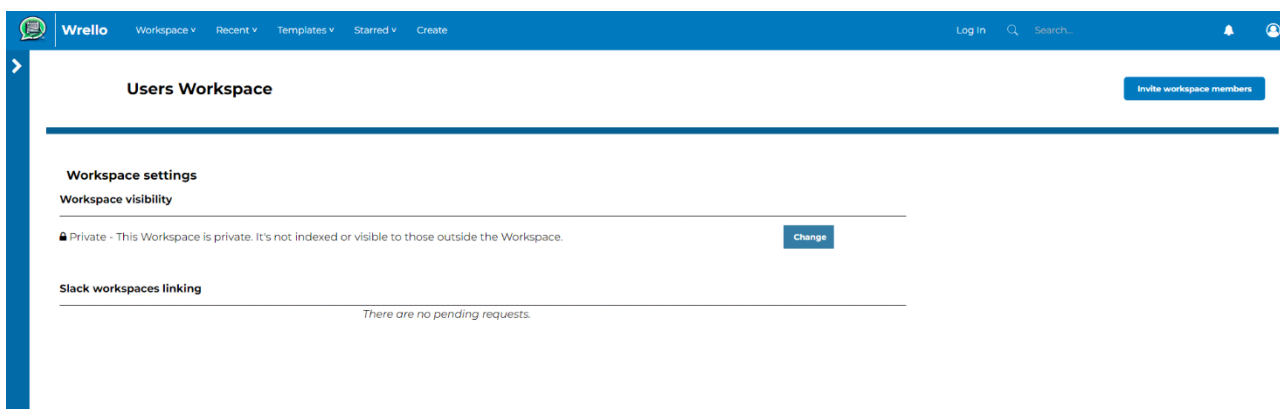 Wrello Workspace Recent Templates Starred Create Log In Search...
Users Workspace Invite workspace members
Workspace settings
Workspace visibility
Private - This Workspace is private. It's not indexed or visible to those outside the Workspace. Change
Slack workspaces linking
There are no pending requests.